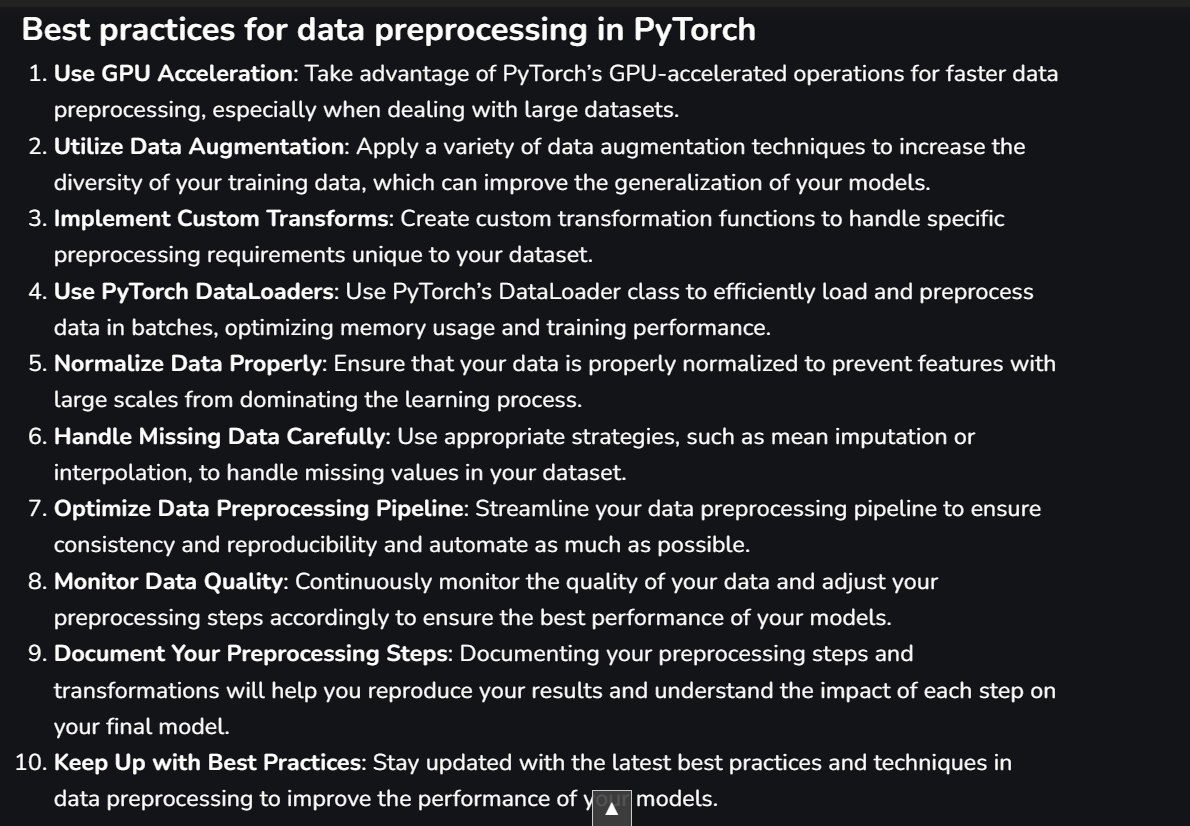 Best practices for data preprocessing in PyTorch
1. Use GPU Acceleration: Take advantage of PyTorch’s GPU-accelerated operations for faster data
preprocessing, especially when dealing with large datasets.
2. Utilize Data Augmentation: Apply a variety of data augmentation techniques to increase the
diversity of your training data, which can improve the generalization of your models.
3. Implement Custom Transforms: Create custom transformation functions to handle specific
preprocessing requirements unique to your dataset.
4. Use PyTorch DataLoaders: Use PyTorch’s DataLoader class to efficiently load and preprocess
data in batches, optimizing memory usage and training performance.
5. Normalize Data Properly: Ensure that your data is properly normalized to prevent features with
large scales from dominating the learning process.
6. Handle Missing Data Carefully: Use appropriate strategies, such as mean imputation or
interpolation, to handle missing values in your dataset.
7. Optimize Data Preprocessing Pipeline: Streamline your data preprocessing pipeline to ensure
consistency and reproducibility and automate as much as possible.
8. Monitor Data Quality: Continuously monitor the quality of your data and adjust your
preprocessing steps accordingly to ensure the best performance of your models.
9. Document Your Preprocessing Steps: Documenting your preprocessing steps and
transformations will help you reproduce your results and understand the impact of each step on
your final model.
10. Keep Up with Best Practices: Stay updated with the latest best practices and techniques in
data preprocessing to improve the performance of your models.